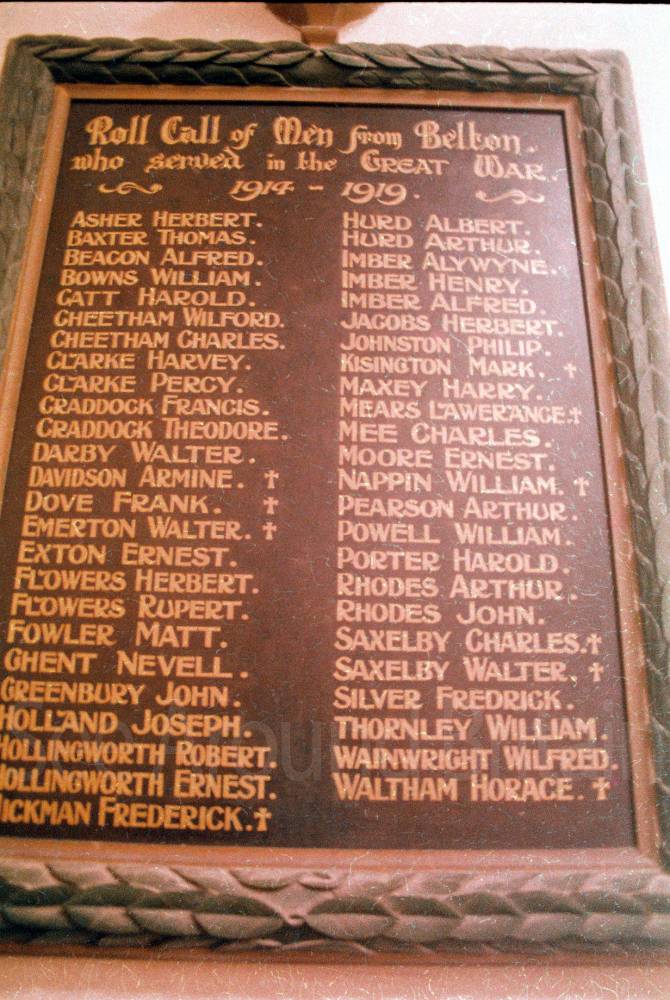 Roll Call of Men from Belton.
who served in the GREAT WAR.
1914 - 1919.
ASHER HERBERT.
BAXTER THOMAS.
BEACON ALFRED.
BOWNS WILLIAM.
CATT HAROLD.
CHEETHAM WILFORD.
CHEETHAM CHARLES.
CLARKE HARVEY.
CLARKE PERCY.
CRADDOCK FRANCIS.
CRADDOCK THEODORE.
DARBY WALTER.
DAVIDSON ARMINE. †
DOVE FRANK. †
EMERTON WALTER. †
EXTON ERNEST.
FLOWERS HERBERT.
FLOWERS RUPERT.
FOWLER MATT.
GHENT NEVELL.
GREENBURY JOHN.
HOLLAND JOSEPH.
HOLLINGWORTH ROBERT.
HOLLINGWORTH ERNEST.
HICKMAN FREDERICK. †
HURD ALBERT.
HURD ARTHUR.
IMBER ALYWYNE.
IMBER HENRY.
IMBER ALFRED.
JACOBS HERBERT.
JOHNSTON PHILIP.
KISINGTON MARK. †
MAXEY HARRY.
MEARS LAWERANCE. †
MEE CHARLES.
MOORE ERNEST.
NAPPIN WILLIAM. †
PEARSON ARTHUR.
POWELL WILLIAM.
PORTER HAROLD.
RHODES ARTHUR.
RHODES JOHN.
SAXELBY CHARLES. †
SAXELBY WALTER. †
SILVER FREDRICK.
THORNLEY WILLIAM.
WAINWRIGHT WILFRED.
WALTHAM HORACE. †